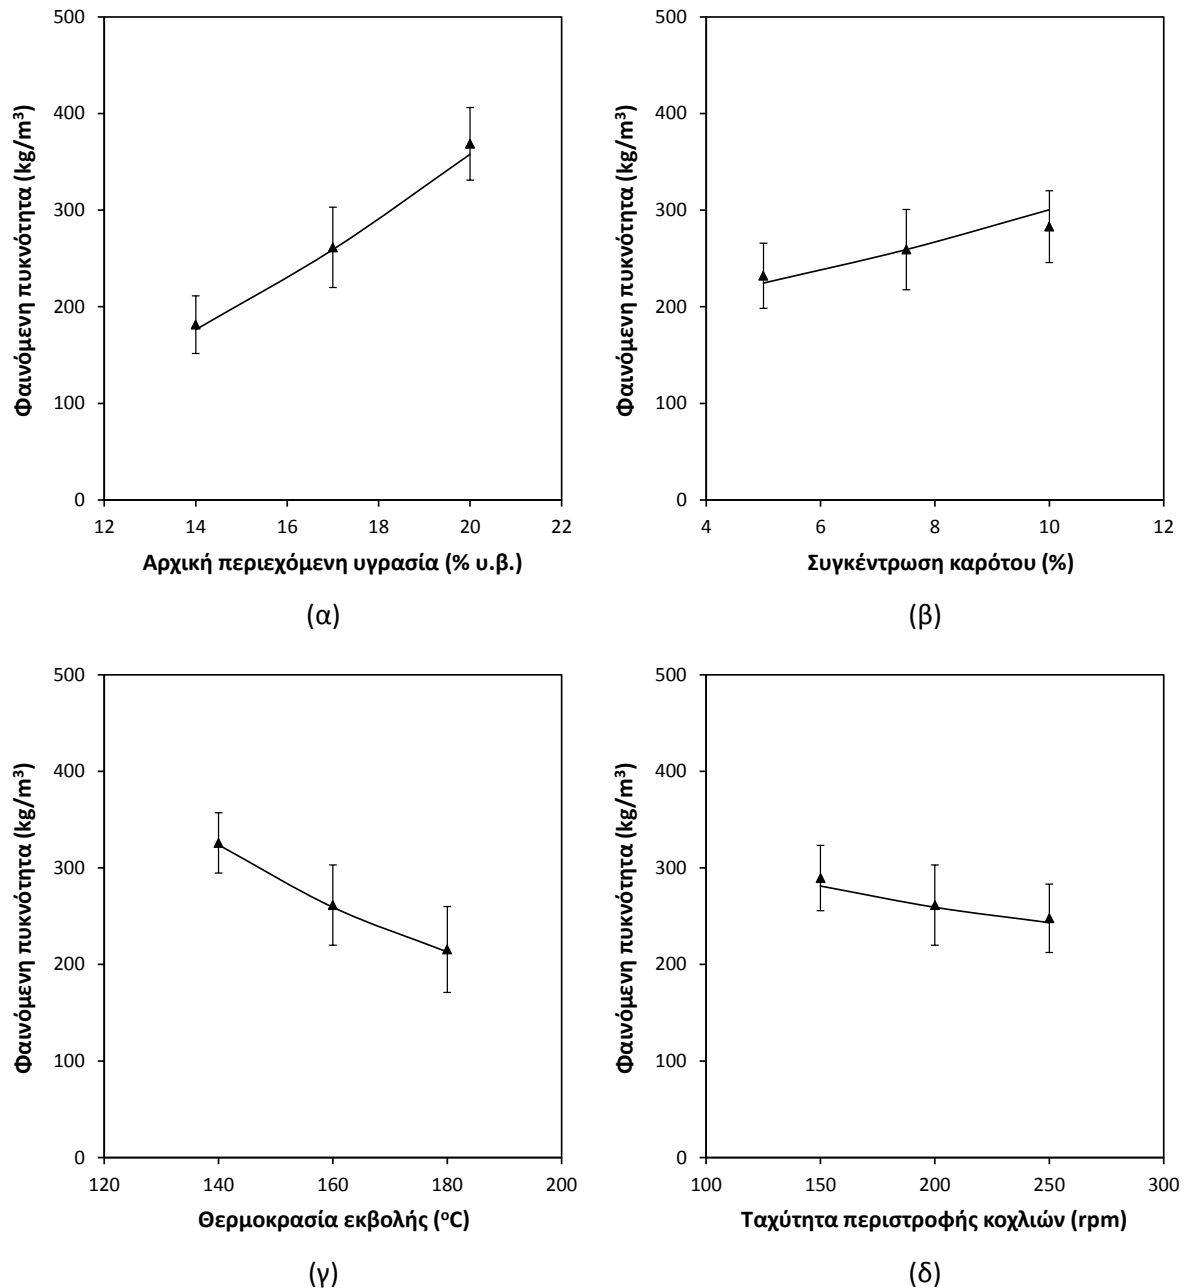 500
400
300
200
100
0
Φαινόμενη πυκνότητα (kg/m³)
12 14 16 18 20 22
Αρχική περιεχόμενη υγρασία (% υ.β.)
(α)
500
400
300
200
100
0
Φαινόμενη πυκνότητα (kg/m³)
4 6 8 10 12
Συγκέντρωση καρότου (%)
(β)
500
400
300
200
100
0
Φαινόμενη πυκνότητα (kg/m³)
120 140 160 180 200
Θερμοκρασία εκβολής (ºC)
(γ)
500
400
300
200
100
0
Φαινόμενη πυκνότητα (kg/m³)
100 150 200 250 300
Ταχύτητα περιστροφής κοχλιών (rpm)
(δ)